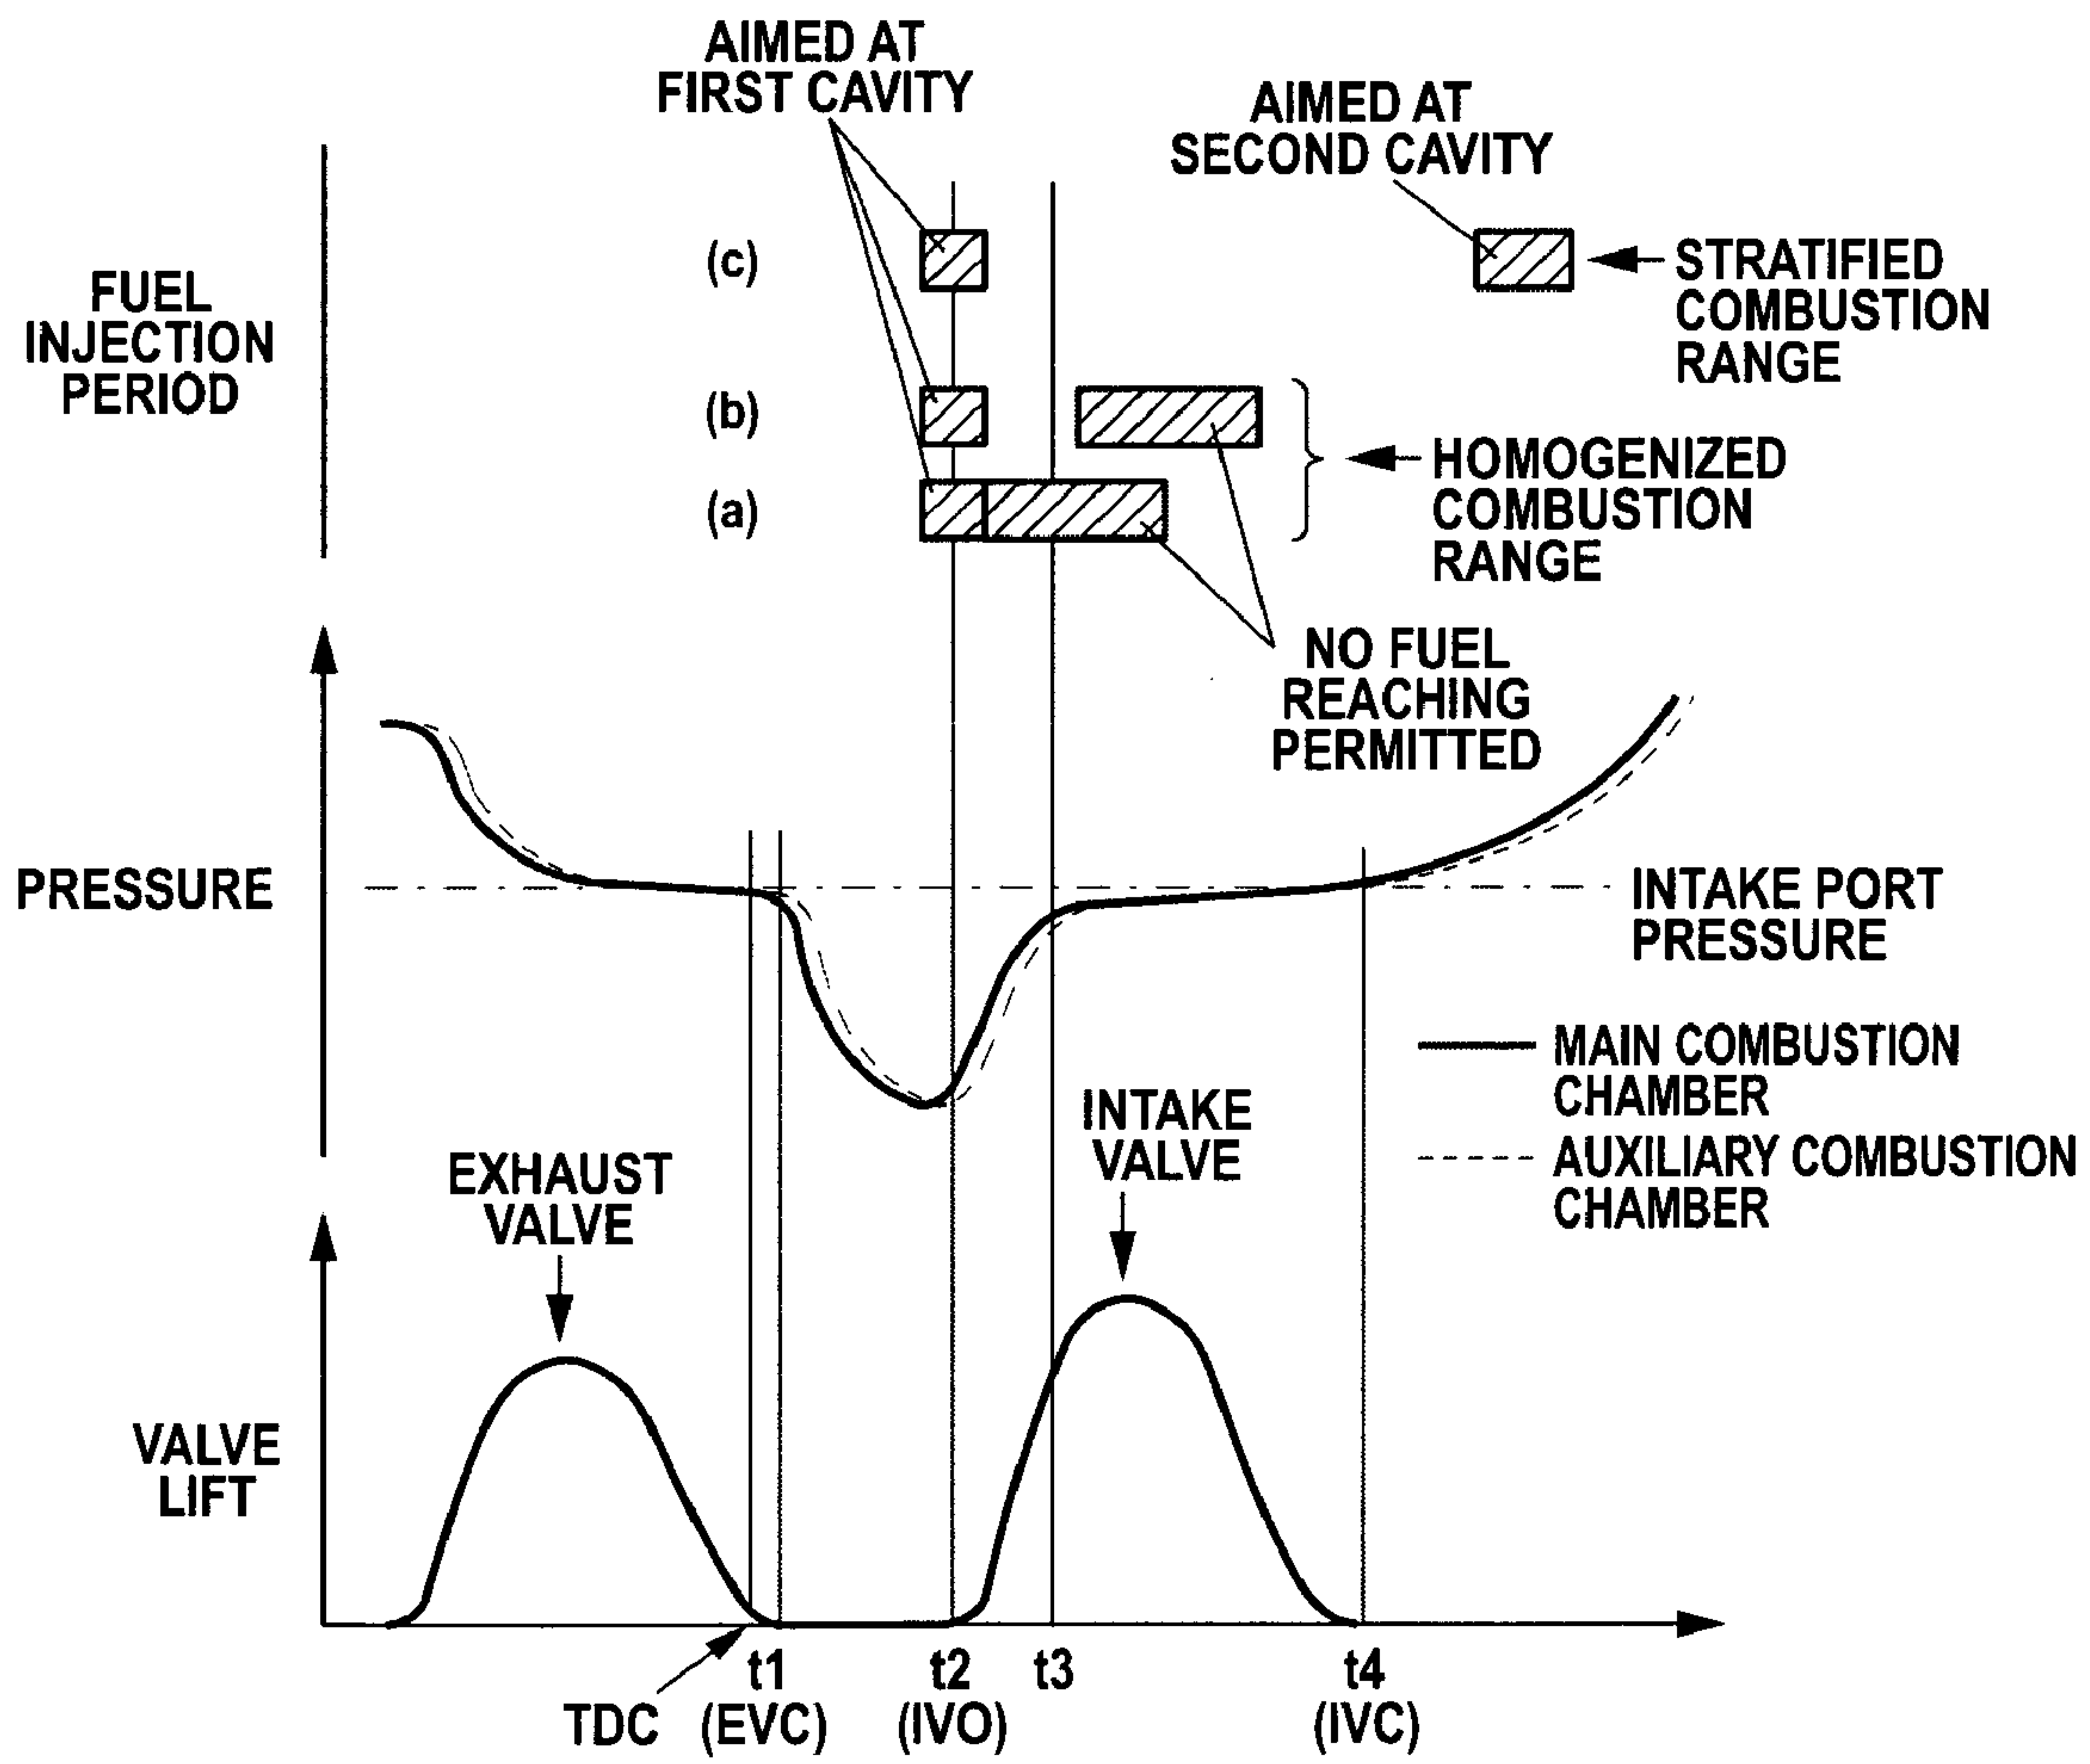 AIMED AT
FIRST CAVITY
AIMED AT
SECOND CAVITY
(c)
STRATIFIED
COMBUSTION
RANGE
FUEL
INJECTION
PERIOD
(b)
HOMOGENIZED
COMBUSTION
RANGE
(a)
NO FUEL
REACHING
PERMITTED
PRESSURE
INTAKE PORT
PRESSURE
MAIN COMBUSTION
CHAMBER
AUXILIARY COMBUSTION
CHAMBER
INTAKE
VALVE
EXHAUST
VALVE
VALVE
LIFT
t1 t2 t3 t4
TDC (EVC) (IVO) (IVC)